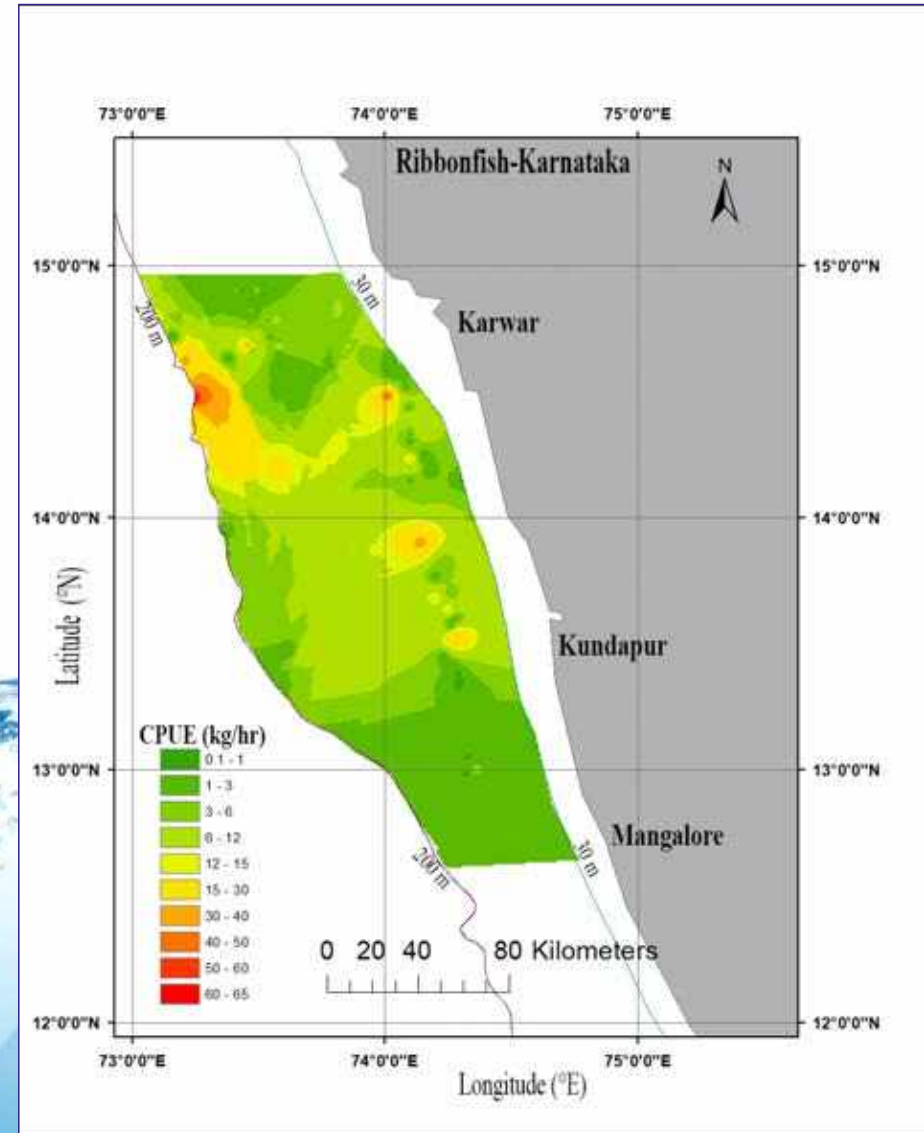 73°0'0"E 74°0'0"E 75°0'0"E
Ribbonfish-Karnataka
N
15°0'0"N 15°0'0"N
30 m
200 m
Karwar
14°0'0"N 14°0'0"N
Latitude (°N)
Kundapur
CPUE (kg/hr)
0 1 - 1
13°0'0"N 13°0'0"N
1 - 3
3 - 6
6 - 12
Mangalore
12 - 15
200 m
30 m
15 - 30
30 - 40
0 20 40 80 Kilometers
40 - 50
50 - 60
60 - 65
12°0'0"N 12°0'0"N
73°0'0"E 74°0'0"E 75°0'0"E
Longitude (°E)